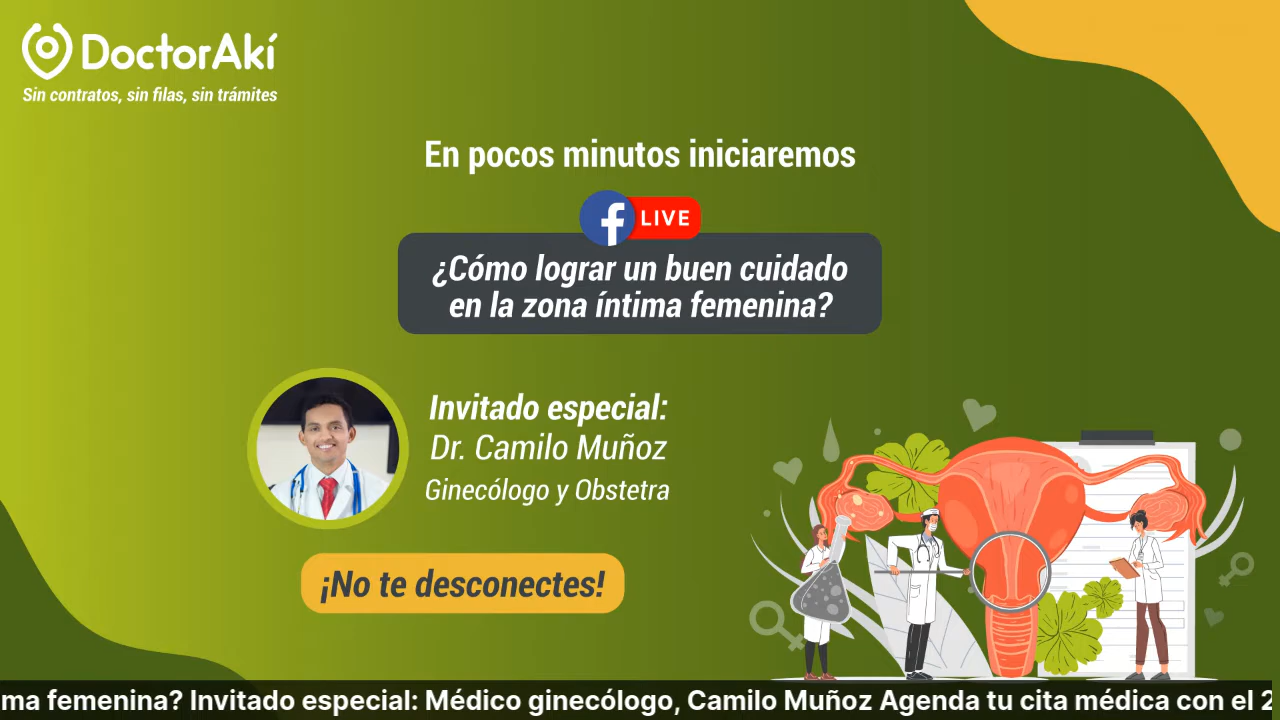 DoctorAkí
Sin contratos, sin filas, sin trámites
En pocos minutos iniciaremos
f LIVE
¿Cómo lograr un buen cuidado
en la zona íntima femenina?
Invitado especial:
Dr. Camilo Muñoz
Ginecólogo y Obstetra
¡No te desconectes!
ma femenina? Invitado especial: Médico ginecólogo, Camilo Muñoz Agenda tu cita médica con el 2